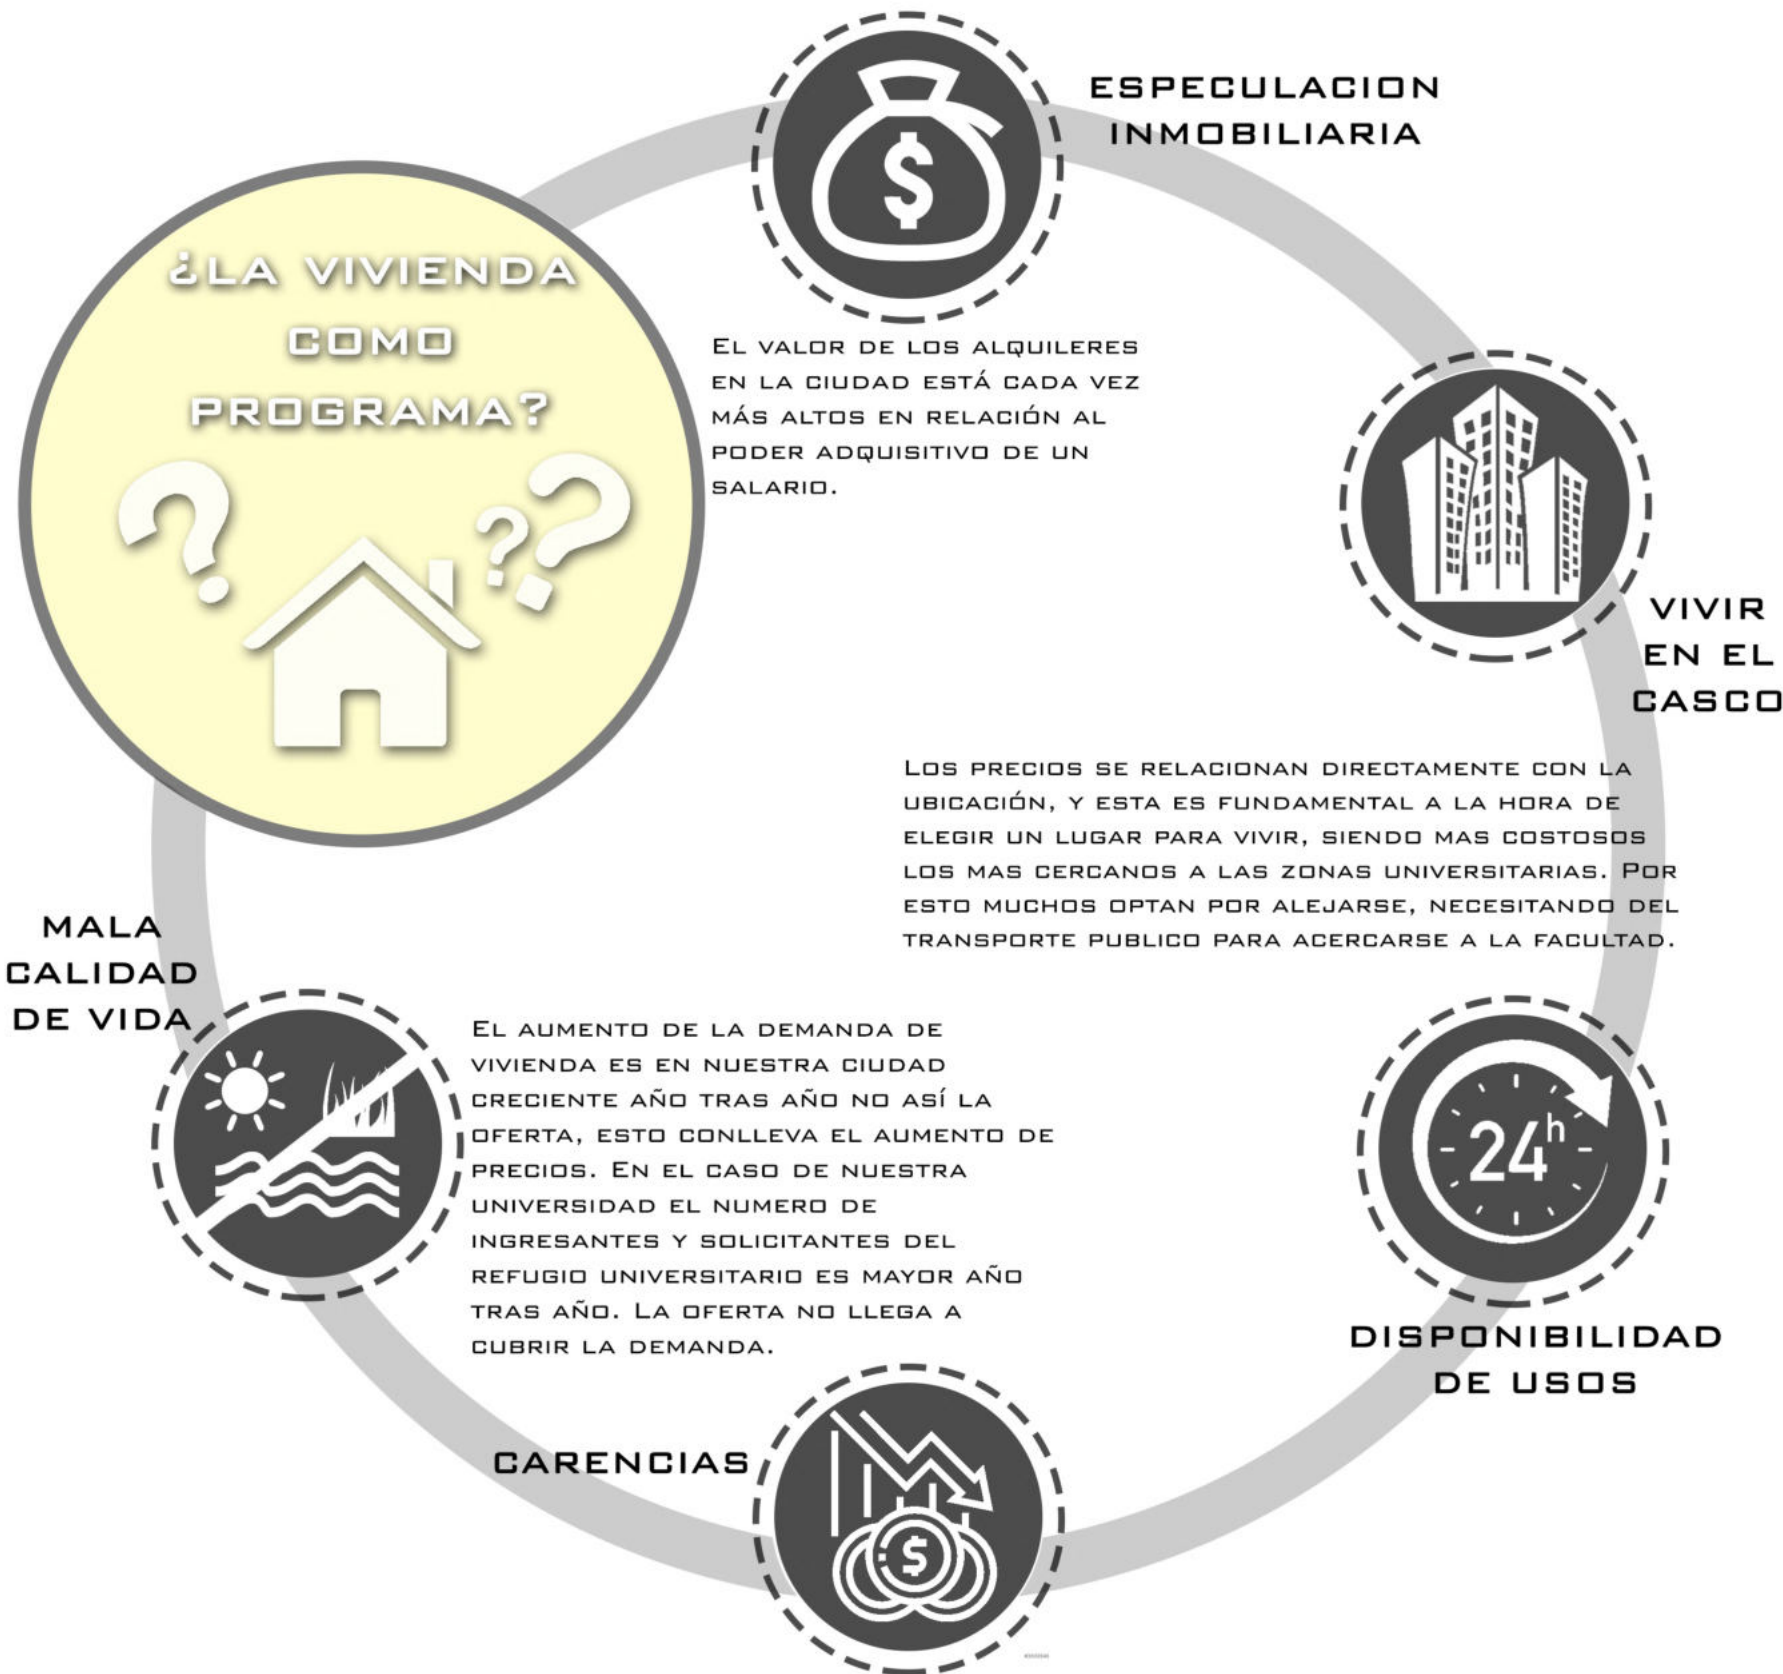 ¿LA VIVIENDA
COMO
PROGRAMA?
ESPECULACION
INMOBILIARIA
$
EL VALOR DE LOS ALQUILERES
EN LA CIUDAD ESTÁ CADA VEZ
MÁS ALTOS EN RELACIÓN AL
PODER ADQUISITIVO DE UN
SALARIO.
VIVIR
EN EL
CASCO
LOS PRECIOS SE RELACIONAN DIRECTAMENTE CON LA
UBICACIÓN, Y ESTA ES FUNDAMENTAL A LA HORA DE
ELEGIR UN LUGAR PARA VIVIR, SIENDO MAS COSTOSOS
LOS MAS CERCANOS A LAS ZONAS UNIVERSITARIAS. POR
ESTO MUCHOS OPTAN POR ALEJARSE, NECESITANDO DEL
TRANSPORTE PUBLICO PARA ACERCARSE A LA FACULTAD.
24h
DISPONIBILIDAD
DE USOS
MALA
CALIDAD
DE VIDA
EL AUMENTO DE LA DEMANDA DE
VIVIENDA ES EN NUESTRA CIUDAD
CRECIENTE AÑO TRAS AÑO NO ASÍ LA
OFERTA, ESTO CONLLEVA EL AUMENTO DE
PRECIOS. EN EL CASO DE NUESTRA
UNIVERSIDAD EL NUMERO DE
INGRESANTES Y SOLICITANTES DEL
REFUGIO UNIVERSITARIO ES MAYOR AÑO
TRAS AÑO. LA OFERTA NO LLEGA A
CUBRIR LA DEMANDA.
CARENCIAS
$